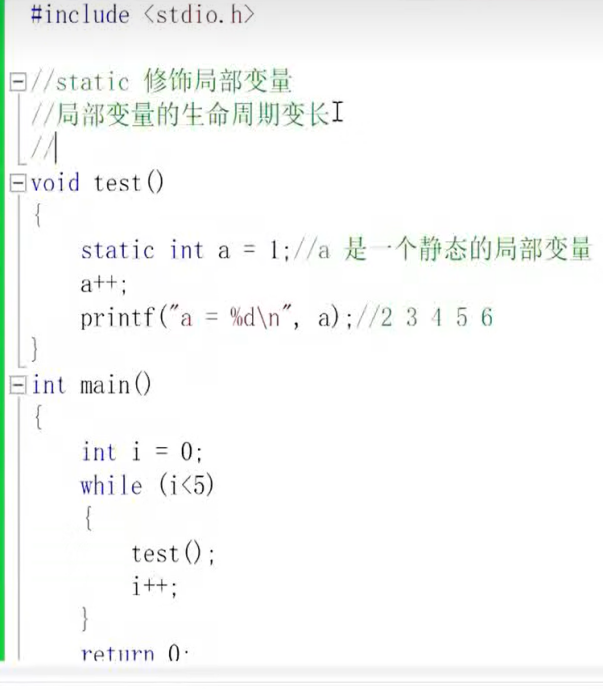 #include <stdio.h>
//static 修饰局部变量
//局部变量的生命周期变长
//
void test()
{
static int a = 1;//a 是一个静态的局部变量
a++;
printf("a = %d\n", a);//2 3 4 5 6
}
int main()
{
int i = 0;
while (i<5)
{
test();
i++;
}
return 0;